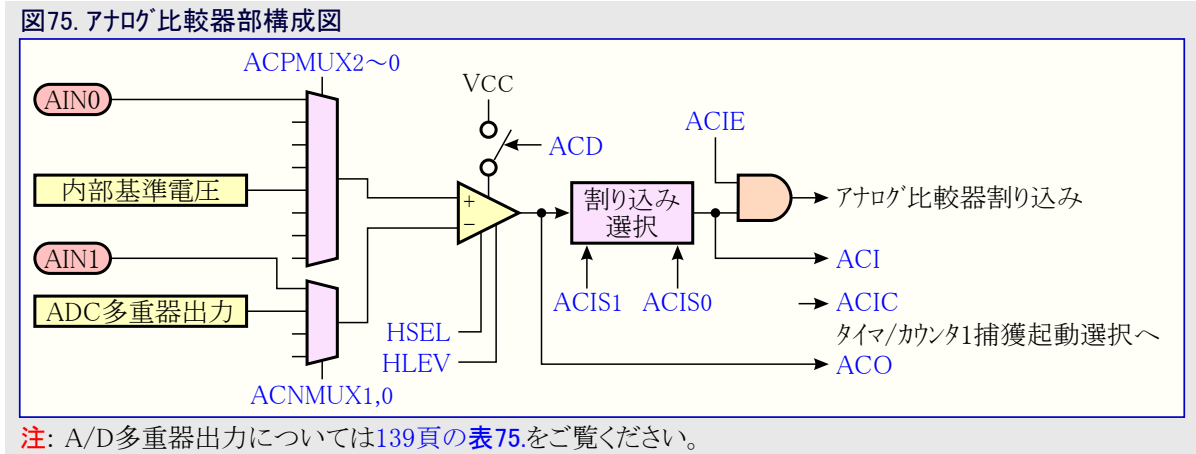 図75. アナログ比較器部構成図
ACPMUX2～0
VCC
AIN0
ACIE
ACD
内部基準電圧
+
−
割り込み
選択
アナログ比較器割り込み
AIN1
ACI
ADC多重器出力
ACIS1 ACIS0
ACIC
HSEL
タイマ/カウンタ1捕獲起動選択へ
HLEV
ACO
ACNMUX1,0
注: A/D多重器出力については139頁の表75.をご覧ください。